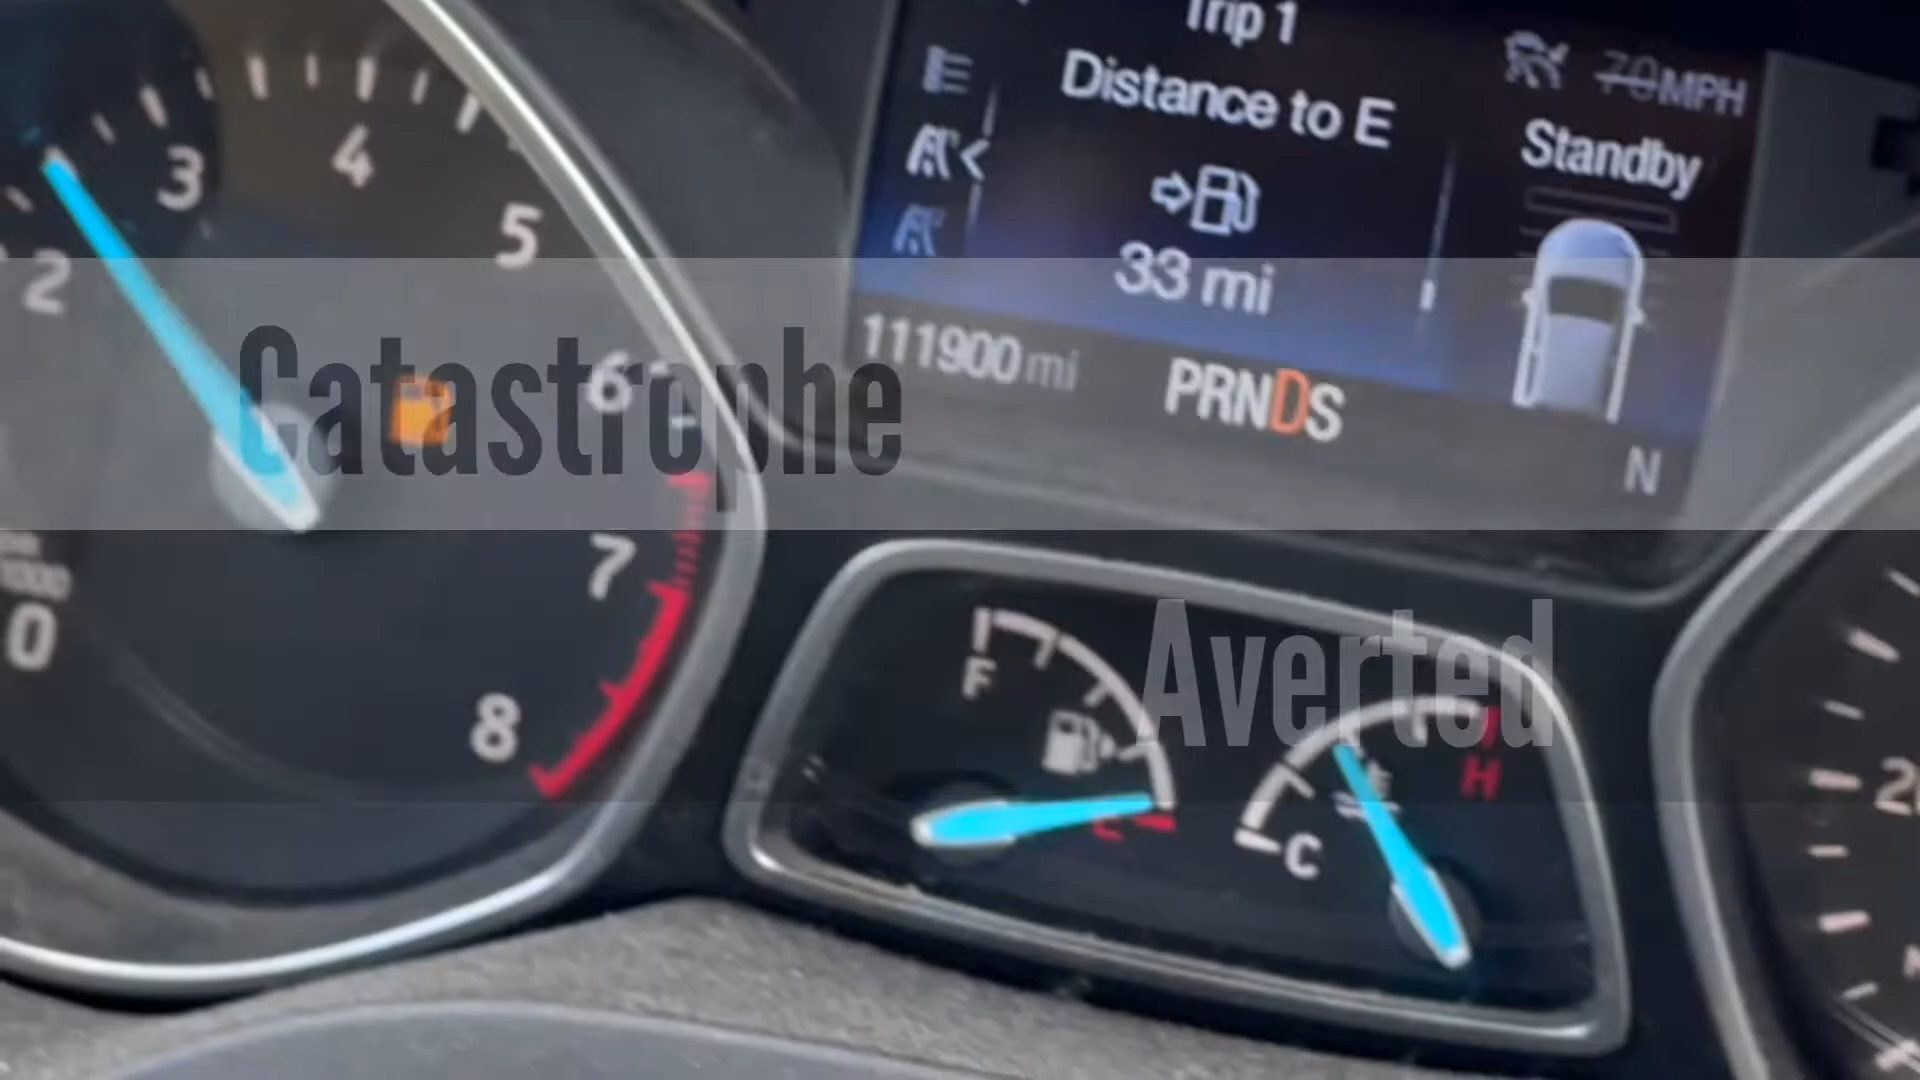 Trip 1
Distance to E
70MPH
Standby
33 mi
111900 mi
PRNDS
N
2
3
4
5
6
7
8
0
Catastrophe
Averted
F
C
H